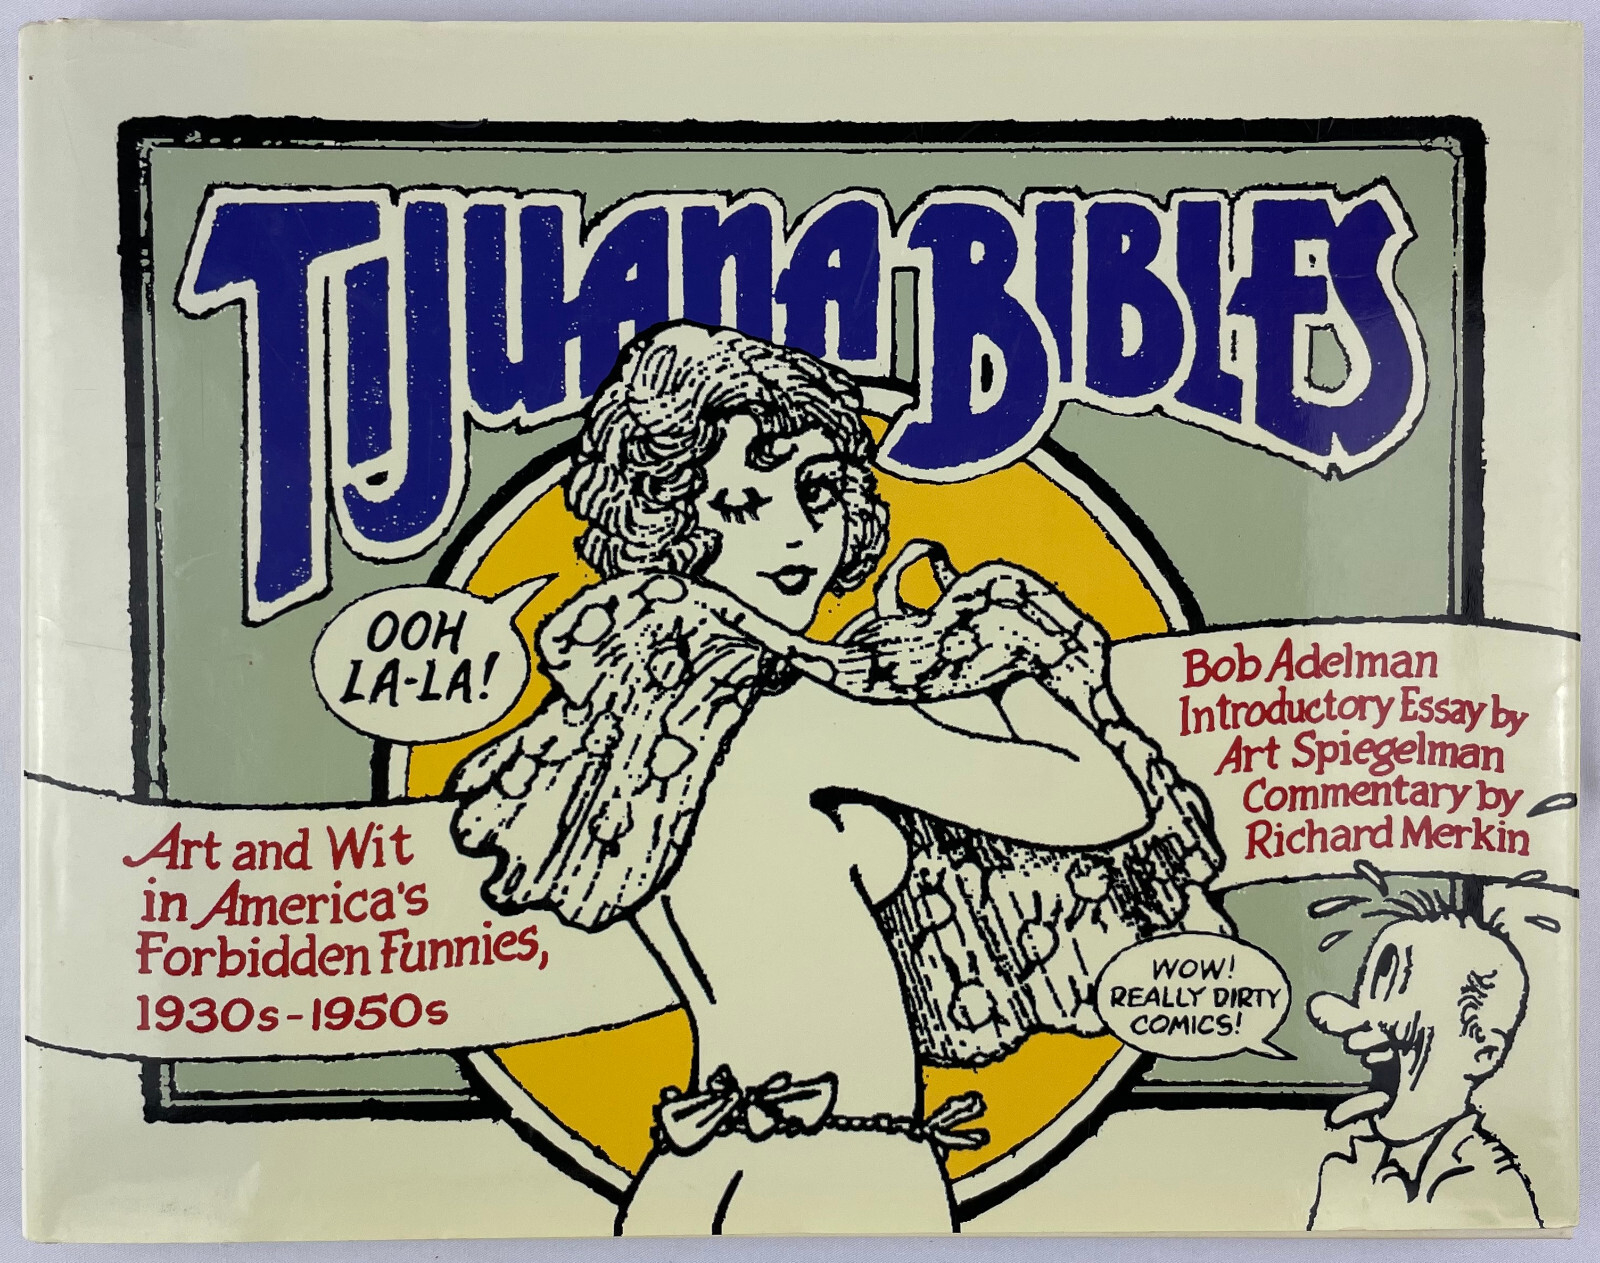 TIJUANA BIBLES
OOH
LA-LA!
Bob Adelman
Introductory Essay by
Art Spiegelman
Commentary by
Richard Merkin
Art and Wit
in America's
Forbidden Funnies,
1930s-1950s
WOW!
REALLY DIRTY
COMICS!